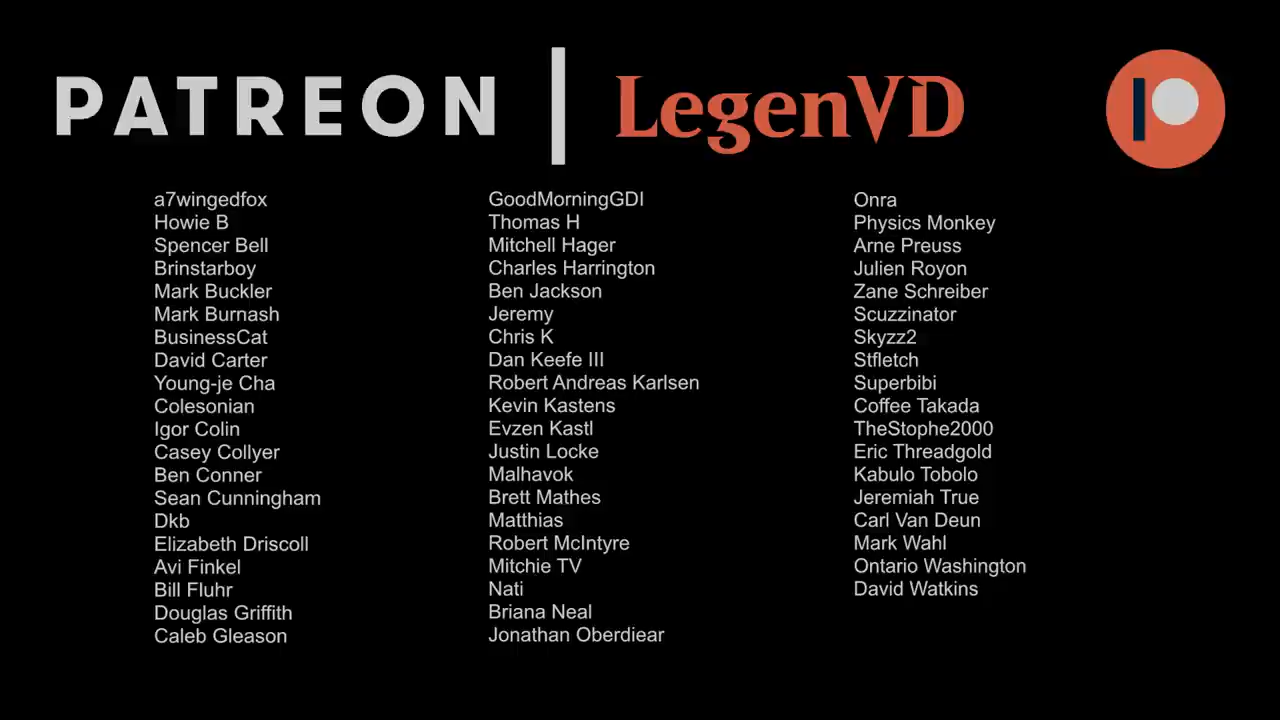 PATREON | LegenVD
a7wingedfox
Howie B
Spencer Bell
Brinstarboy
Mark Buckler
Mark Burnash
BusinessCat
David Carter
Young-je Cha
Colesonian
Igor Colin
Casey Collyer
Ben Conner
Sean Cunningham
Dkb
Elizabeth Driscoll
Avi Finkel
Bill Fluhr
Douglas Griffith
Caleb Gleason
GoodMorningGDI
Thomas H
Mitchell Hager
Charles Harrington
Ben Jackson
Jeremy
Chris K
Dan Keefe III
Robert Andreas Karlsen
Kevin Kastens
Evzen Kastl
Justin Locke
Malhavok
Brett Mathes
Matthias
Robert McIntyre
Mitchie TV
Nati
Briana Neal
Jonathan Oberdiear
Onra
Physics Monkey
Arne Preuss
Julien Royon
Zane Schreiber
Scuzzinator
Skyzz2
Stfletch
Superbibi
Coffee Takada
TheStophe2000
Eric Threadgold
Kabulo Tobolo
Jeremiah True
Carl Van Deun
Mark Wahl
Ontario Washington
David Watkins